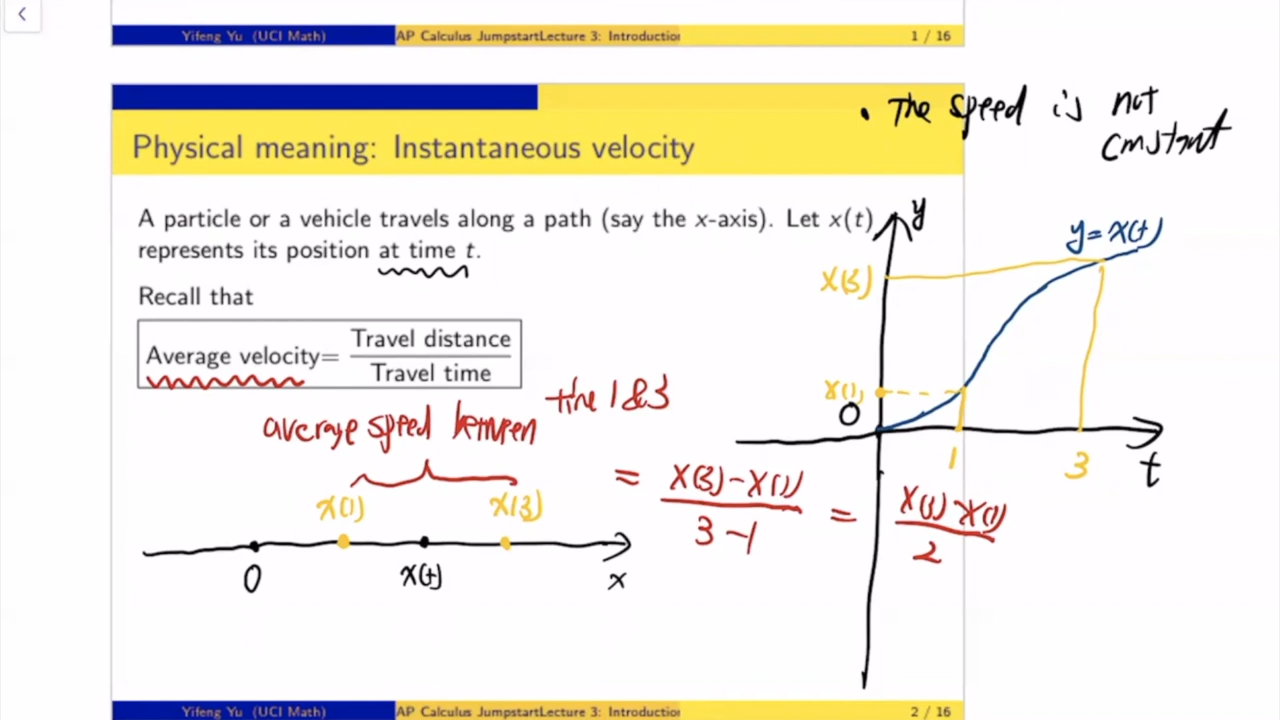 Yifeng Yu (UCI Math) AP Calculus JumpstartLecture 3: Introduction 1 / 16
• The speed is not
constant
Physical meaning: Instantaneous velocity
A particle or a vehicle travels along a path (say the x-axis). Let x(t)
represents its position at time t.
Recall that
Average velocity= Travel distance
Travel time
average speed between time 1 & 3
= X(3) - X(1)
3 - 1
= X(3) - X(1)
2
X(1) X(3)
0 X(t) x
y
y = X(t)
X(3)
X(1)
0
1 3 t
Yifeng Yu (UCI Math) AP Calculus JumpstartLecture 3: Introduction 2 / 16